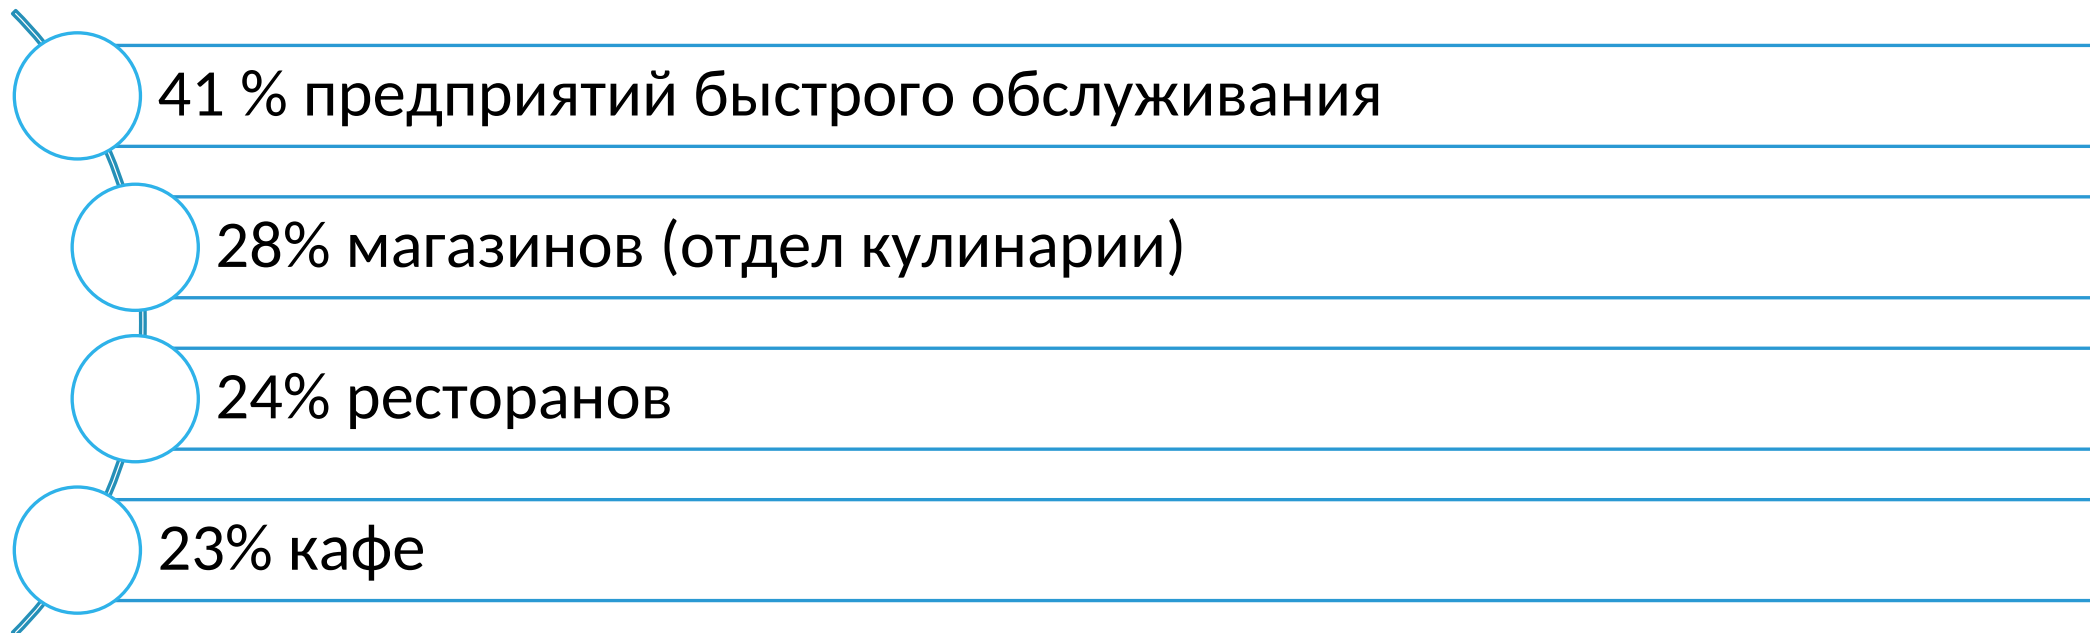 41 % предприятий быстрого обслуживания
28% магазинов (отдел кулинарии)
24% ресторанов
23% кафе